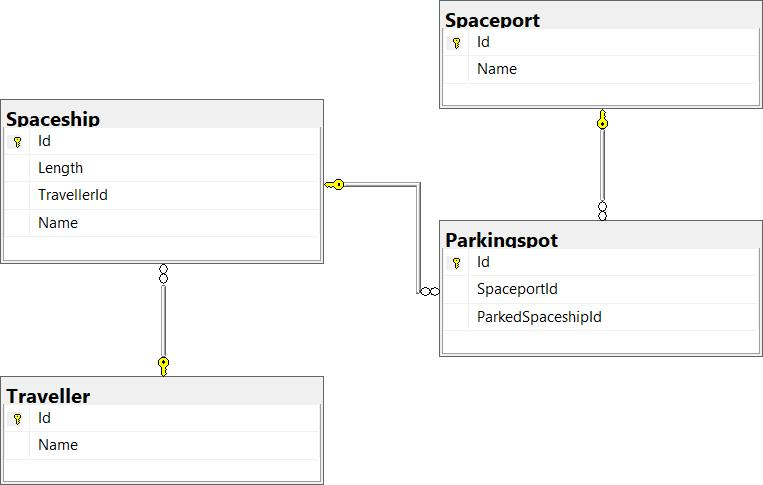 Spaceport
Id
Name
Spaceship
Id
Length
TravellerId
Name
Parkingspot
Id
SpaceportId
ParkedSpaceshipId
Traveller
Id
Name